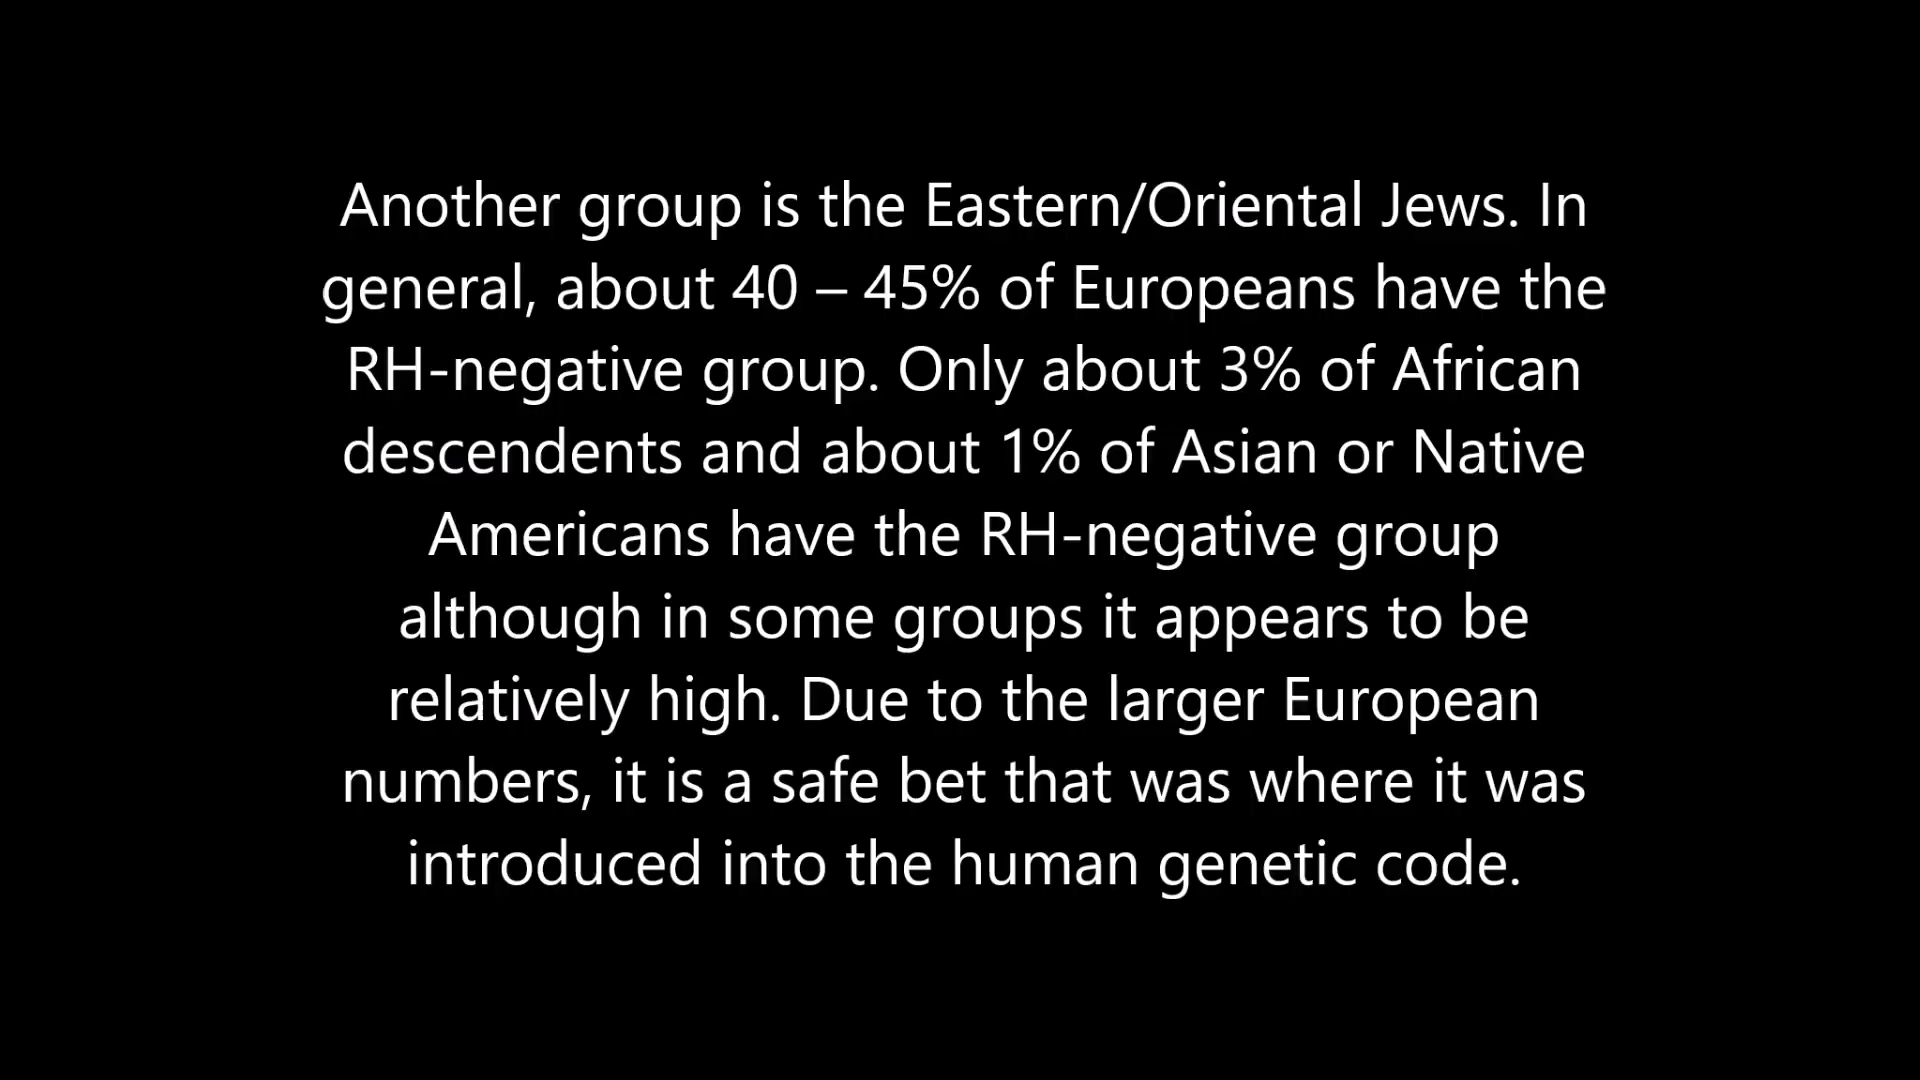 Another group is the Eastern/Oriental Jews. In
general, about 40 – 45% of Europeans have the
RH-negative group. Only about 3% of African
descendents and about 1% of Asian or Native
Americans have the RH-negative group
although in some groups it appears to be
relatively high. Due to the larger European
numbers, it is a safe bet that was where it was
introduced into the human genetic code.